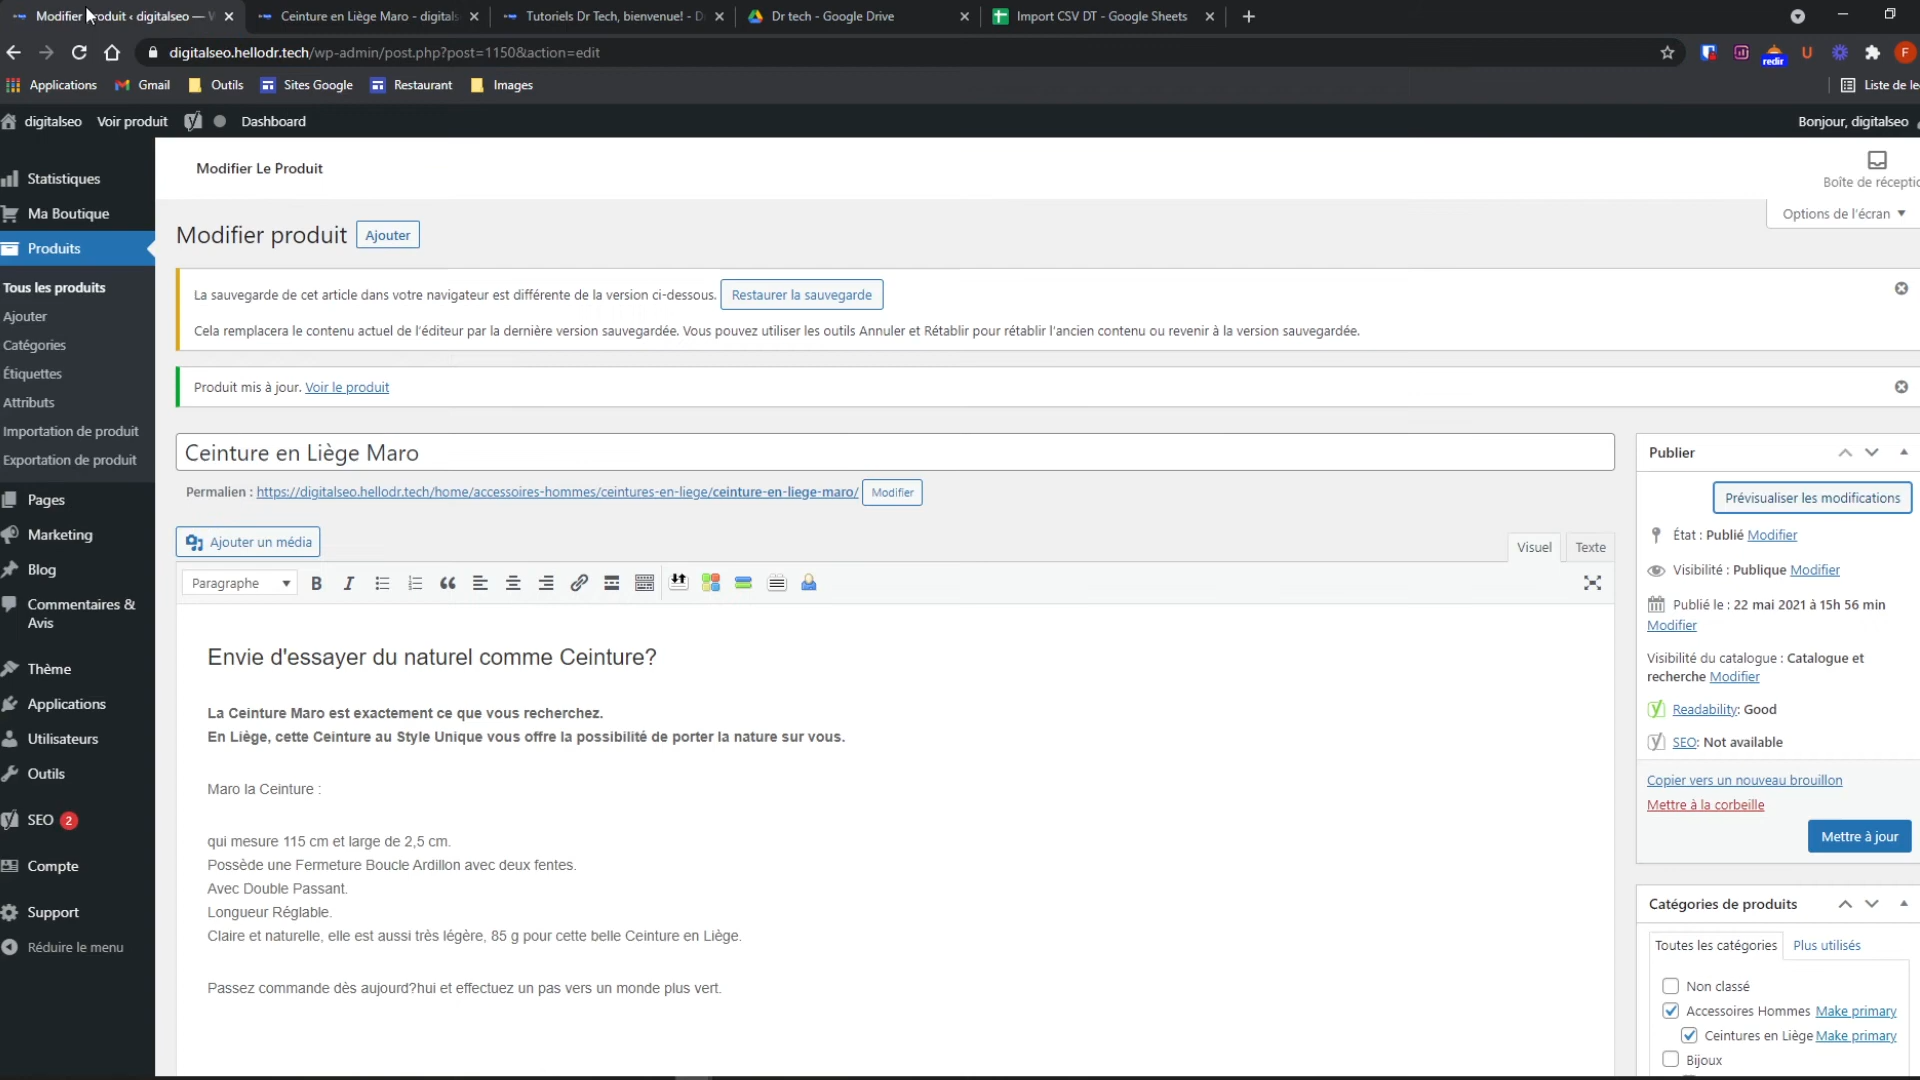 Modifier produit ‹ digitalseo — W
Ceinture en Liège Maro - digitals
Tutoriels Dr Tech, bienvenue! - D
Dr tech - Google Drive
Import CSV DT - Google Sheets
digitalseo.hellodr.tech/wp-admin/post.php?post=1150&action=edit
redir
U
F
Applications
Gmail
Outils
Sites Google
Restaurant
Images
Liste de le
digitalseo
Voir produit
Dashboard
Bonjour, digitalseo
Statistiques
Ma Boutique
Produits
Tous les produits
Ajouter
Catégories
Étiquettes
Attributs
Importation de produit
Exportation de produit
Pages
Marketing
Blog
Commentaires &
Avis
Thème
Applications
Utilisateurs
Outils
SEO 2
Compte
Support
Réduire le menu
Modifier Le Produit
Boîte de réceptio
Options de l'écran
Modifier produit
Ajouter
La sauvegarde de cet article dans votre navigateur est différente de la version ci-dessous. Restaurer la sauvegarde
Cela remplacera le contenu actuel de l'éditeur par la dernière version sauvegardée. Vous pouvez utiliser les outils Annuler et Rétablir pour rétablir l'ancien contenu ou revenir à la version sauvegardée.
Produit mis à jour. Voir le produit
Ceinture en Liège Maro
Permalien : https://digitalseo.hellodr.tech/home/accessoires-hommes/ceintures-en-liege/ceinture-en-liege-maro/ Modifier
Ajouter un média
Visuel
Texte
Paragraphe
B
I
Envie d'essayer du naturel comme Ceinture?
La Ceinture Maro est exactement ce que vous recherchez.
En Liège, cette Ceinture au Style Unique vous offre la possibilité de porter la nature sur vous.
Maro la Ceinture :
qui mesure 115 cm et large de 2,5 cm.
Possède une Fermeture Boucle Ardillon avec deux fentes.
Avec Double Passant.
Longueur Réglable.
Claire et naturelle, elle est aussi très légère, 85 g pour cette belle Ceinture en Liège.
Passez commande dès aujourd?hui et effectuez un pas vers un monde plus vert.
Publier
Prévisualiser les modifications
État : Publié Modifier
Visibilité : Publique Modifier
Publié le : 22 mai 2021 à 15h 56 min
Modifier
Visibilité du catalogue : Catalogue et
recherche Modifier
Readability: Good
SEO: Not available
Copier vers un nouveau brouillon
Mettre à la corbeille
Mettre à jour
Catégories de produits
Toutes les catégories
Plus utilisés
Non classé
Accessoires Hommes Make primary
Ceintures en Liège Make primary
Bijoux